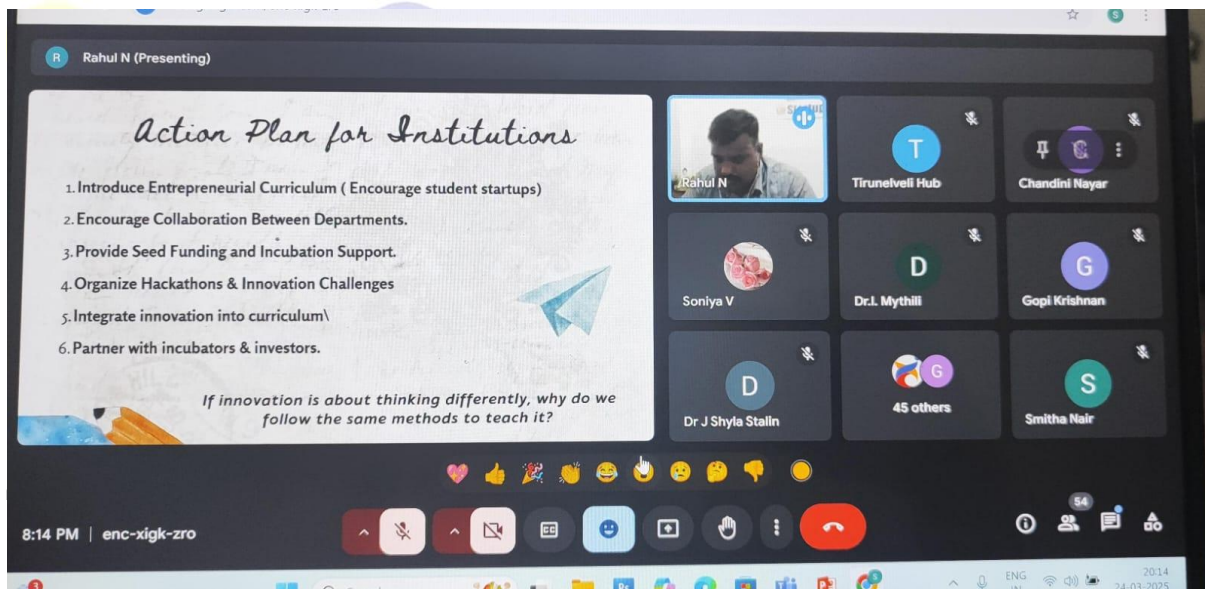 S
R
Rahul N (Presenting)
Action Plan for Institutions
1. Introduce Entrepreneurial Curriculum ( Encourage student startups)
2. Encourage Collaboration Between Departments.
3. Provide Seed Funding and Incubation Support.
4. Organize Hackathons & Innovation Challenges
5. Integrate innovation into curriculum\
6. Partner with incubators & investors.
If innovation is about thinking differently, why do we
follow the same methods to teach it?
Rahul N
T
Tirunelveli Hub
C
Chandini Nayar
Soniya V
D
Dr.I. Mythili
G
Gopi Krishnan
D
Dr J Shyla Stalin
G
45 others
S
Smitha Nair
8:14 PM | enc-xigk-zro
CC
54
3
ENG
IN
20:14
24-03-2025